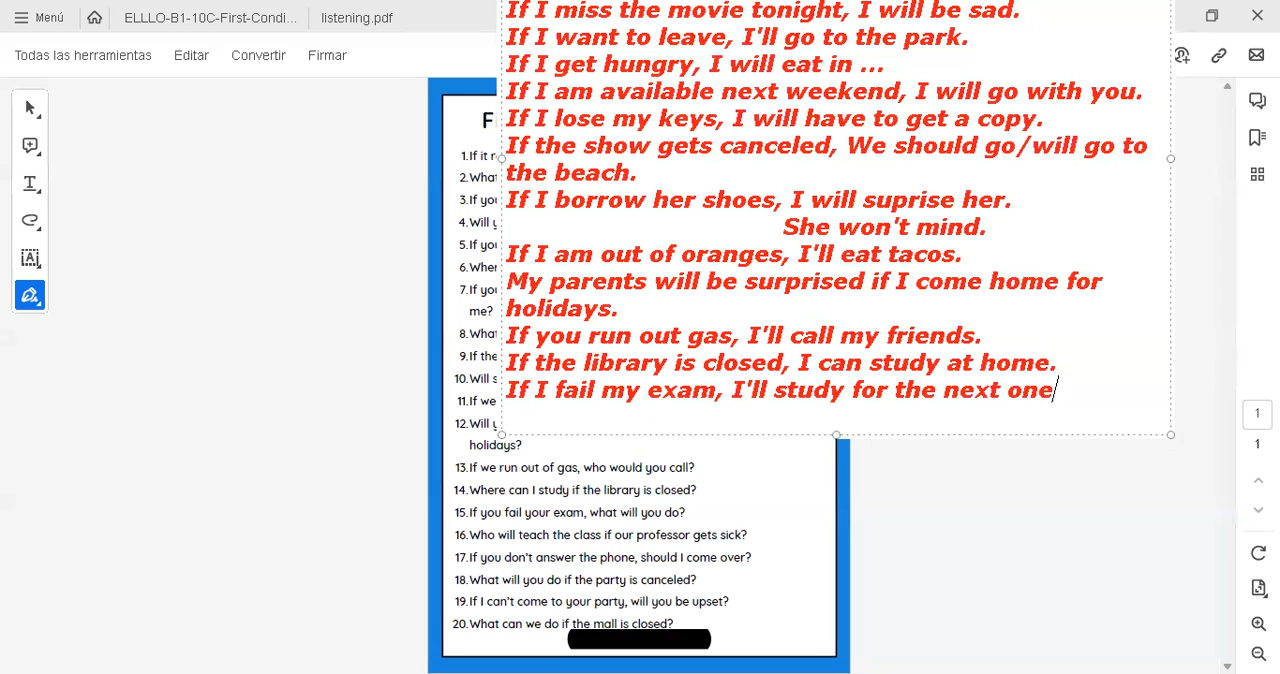 Menú
ELLLO-B1-10C-First-Condi...
listening.pdf
Todas las herramientas
Editar
Convertir
Firmar
If I miss the movie tonight, I will be sad.
If I want to leave, I'll go to the park.
If I get hungry, I will eat in ...
If I am available next weekend, I will go with you.
If I lose my keys, I will have to get a copy.
If the show gets canceled, We should go/will go to
the beach.
If I borrow her shoes, I will suprise her.
She won't mind.
If I am out of oranges, I'll eat tacos.
My parents will be surprised if I come home for
holidays.
If you run out gas, I'll call my friends.
If the library is closed, I can study at home.
If I fail my exam, I'll study for the next one
F
1.If it r
2.What
3.If you
4.Will
5.If you
6.When
7.If you
me?
8.What
9.If the
10.Will s
11.If we
12.Will
holidays?
13.If we run out of gas, who would you call?
14.Where can I study if the library is closed?
15.If you fail your exam, what will you do?
16.Who will teach the class if our professor gets sick?
17.If you don't answer the phone, should I come over?
18.What will you do if the party is canceled?
19.If I can't come to your party, will you be upset?
20.What can we do if the mall is closed?
1
1